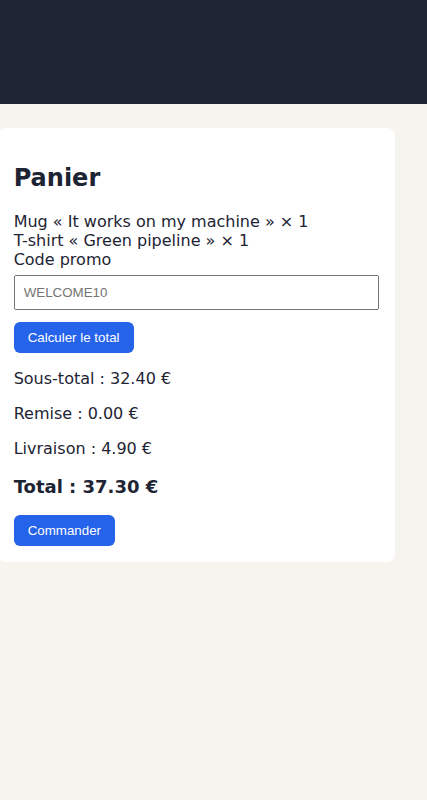 Panier
Mug « It works on my machine » × 1
T-shirt « Green pipeline » × 1
Code promo
WELCOME10
Calculer le total
Sous-total : 32.40 €
Remise : 0.00 €
Livraison : 4.90 €
Total : 37.30 €
Commander